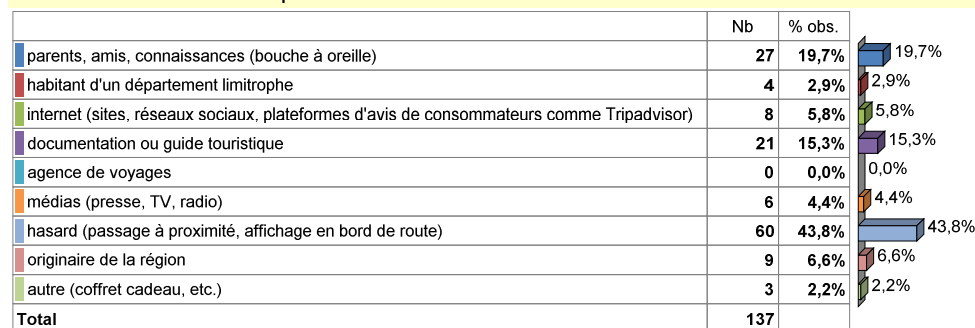 Nb % obs.
parents, amis, connaissances (bouche à oreille) 27 19,7% 19,7%
habitant d'un département limitrophe 4 2,9% 2,9%
internet (sites, réseaux sociaux, plateformes d'avis de consommateurs comme Tripadvisor) 8 5,8% 5,8%
documentation ou guide touristique 21 15,3% 15,3%
agence de voyages 0 0,0% 0,0%
médias (presse, TV, radio) 6 4,4% 4,4%
hasard (passage à proximité, affichage en bord de route) 60 43,8% 43,8%
originaire de la région 9 6,6% 6,6%
autre (coffret cadeau, etc.) 3 2,2% 2,2%
Total 137